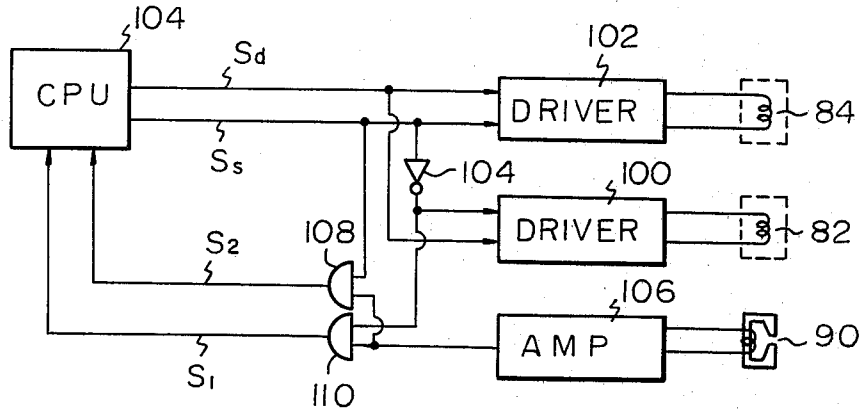 104
CPU
Sd
Ss
102
DRIVER
84
104
100
DRIVER
82
108
S2
106
AMP
90
S1
110